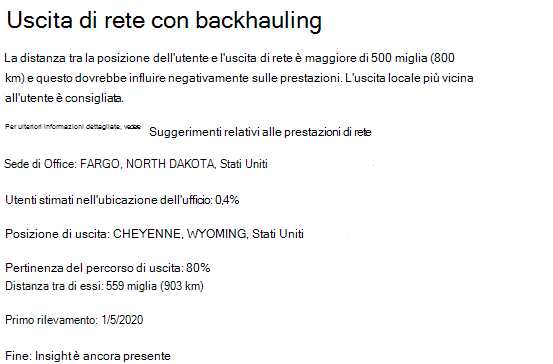 Uscita di rete con backhauling
La distanza tra la posizione dell'utente e l'uscita di rete è maggiore di 500 miglia (800
km) e questo dovrebbe influire negativamente sulle prestazioni. L'uscita locale più vicina
all'utente è consigliata.
Per ulteriori informazioni dettagliate, vedere Suggerimenti relativi alle prestazioni di rete
Sede di Office: FARGO, NORTH DAKOTA, Stati Uniti
Utenti stimati nell'ubicazione dell'ufficio: 0,4%
Posizione di uscita: CHEYENNE, WYOMING, Stati Uniti
Pertinenza del percorso di uscita: 80%
Distanza tra di essi: 559 miglia (903 km)
Primo rilevamento: 1/5/2020
Fine: Insight è ancora presente